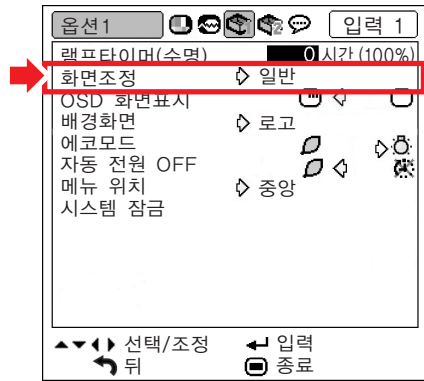 옵션1 입력 1
램프타이머(수명) 0 시간 (100%)
화면조정 일반
OSD 화면표시
배경화면 로고
에코모드
자동 전원 OFF
메뉴 위치 중앙
시스템 잠금
선택/조정 입력
뒤 종료